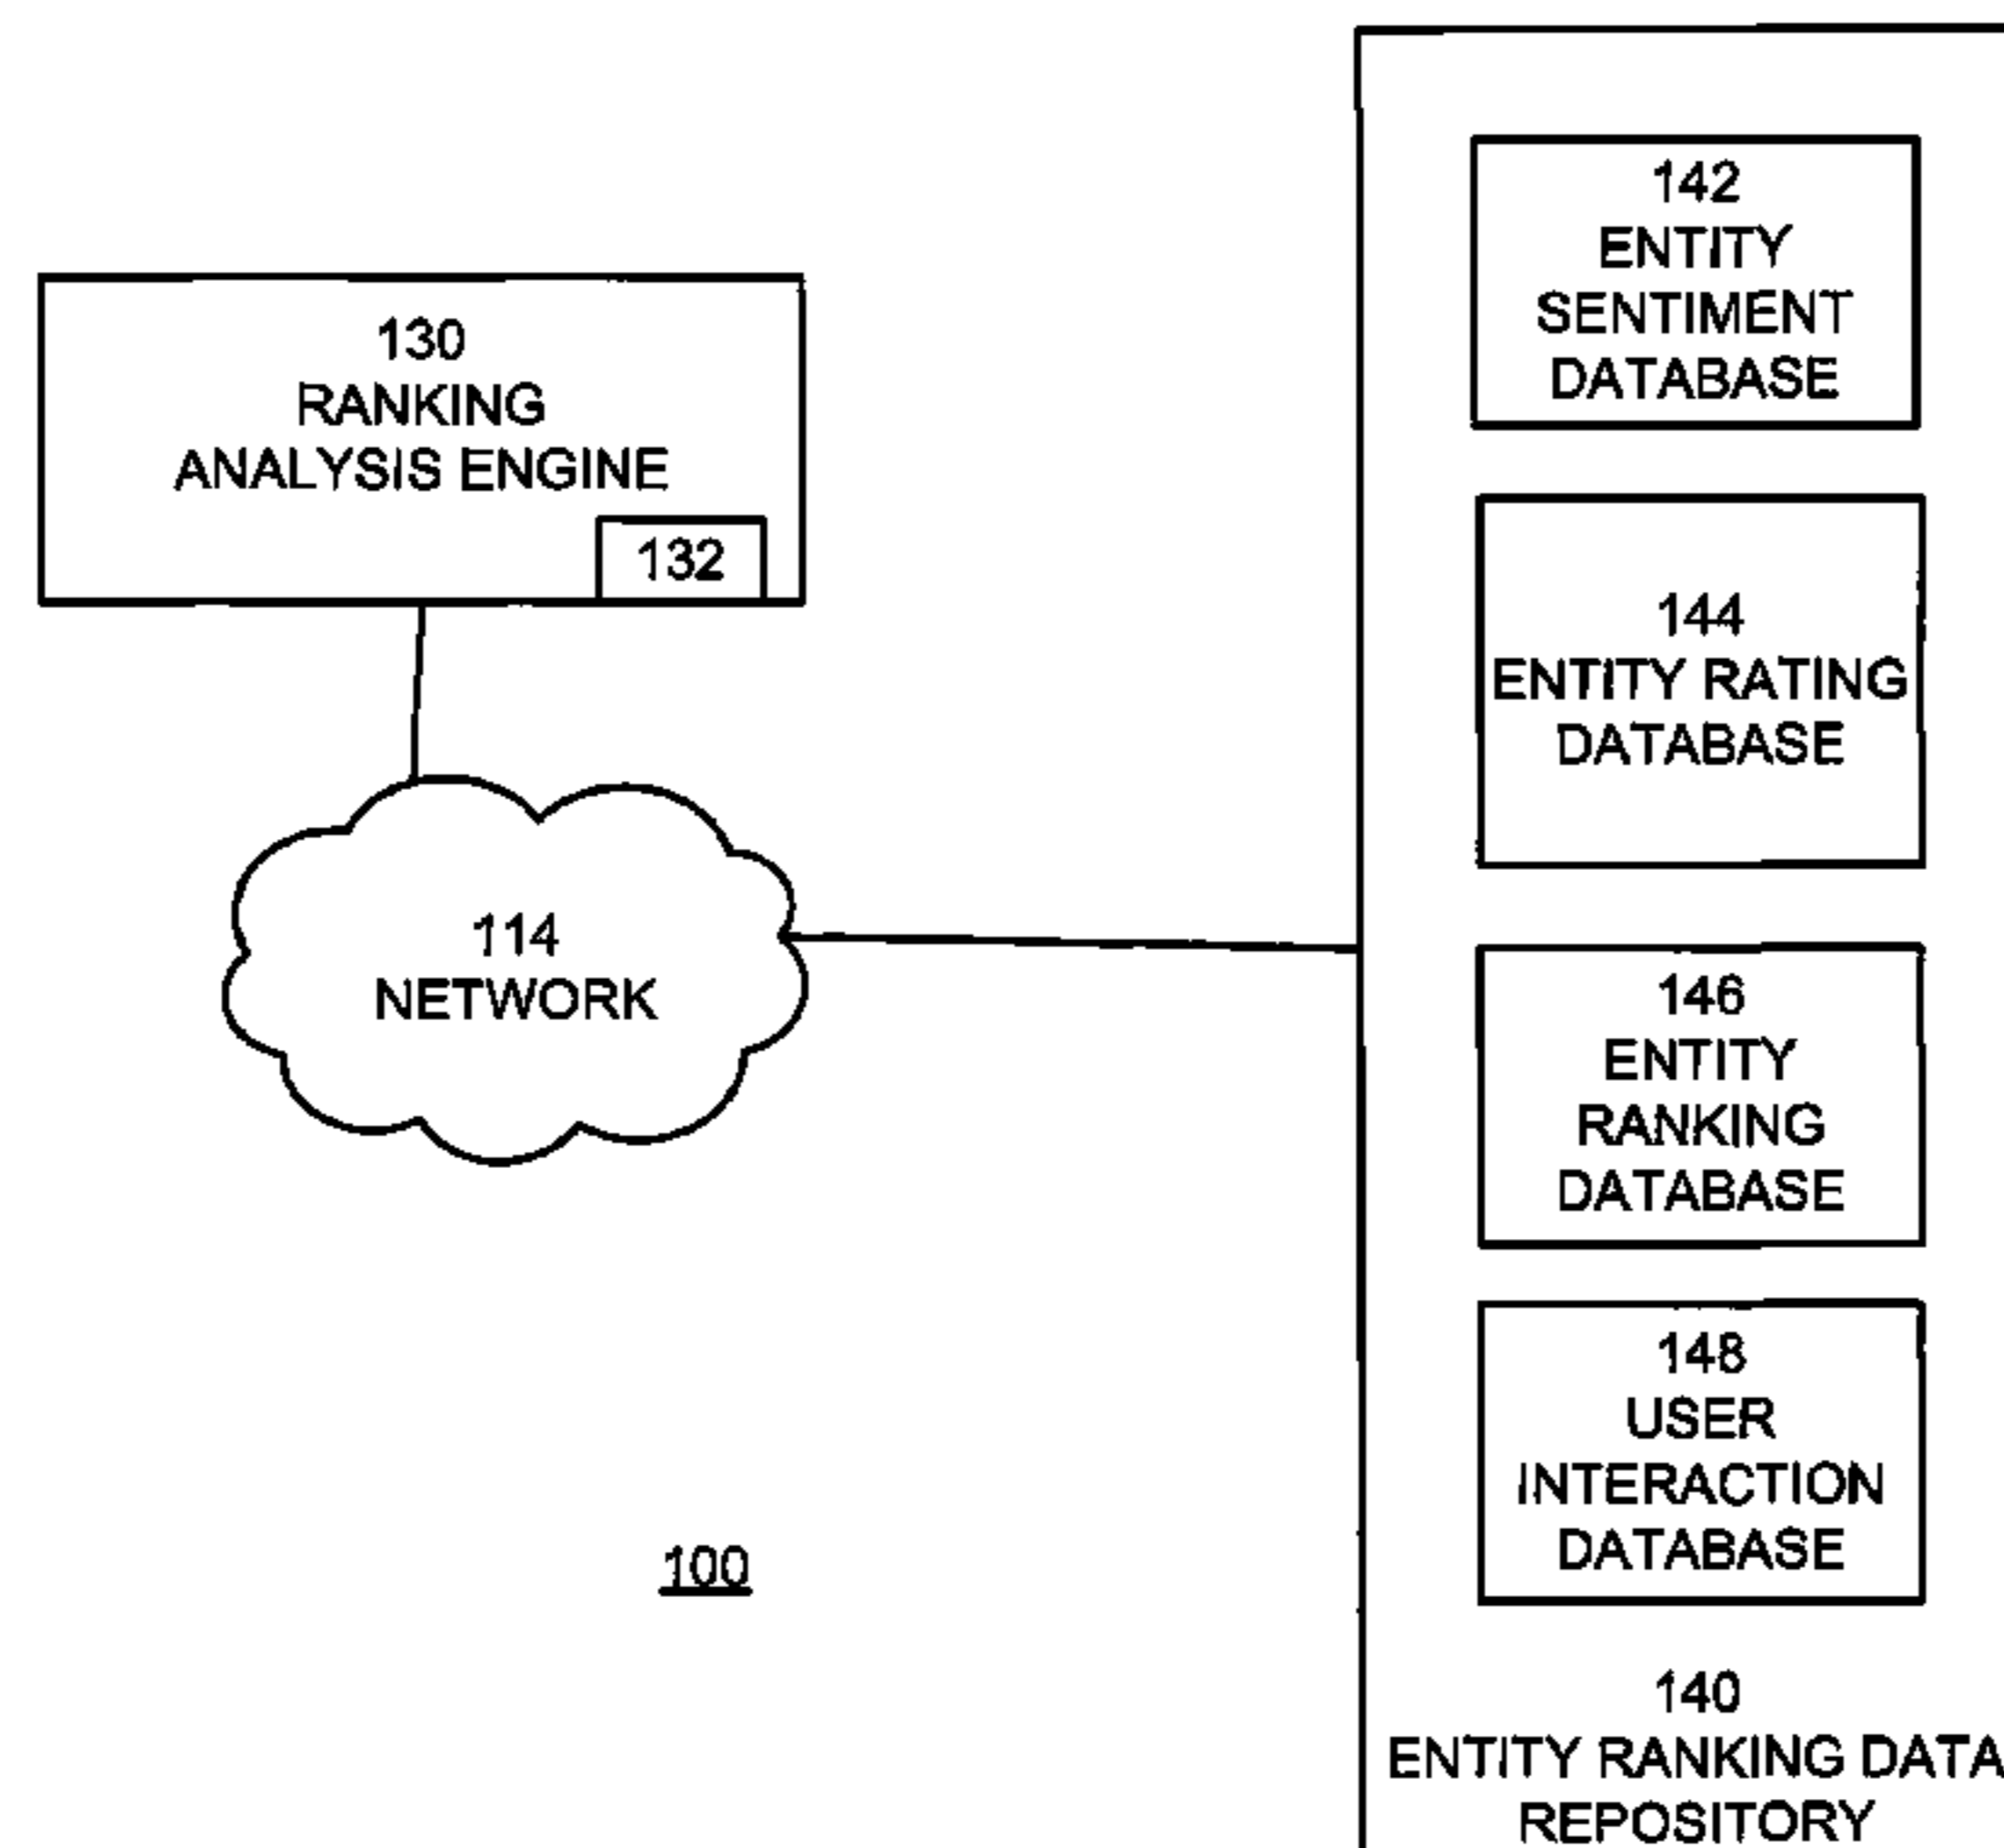 130
RANKING
ANALYSIS ENGINE
132
114
NETWORK
100
142
ENTITY
SENTIMENT
DATABASE
144
ENTITY RATING
DATABASE
146
ENTITY
RANKING
DATABASE
148
USER
INTERACTION
DATABASE
140
ENTITY RANKING DATA
REPOSITORY